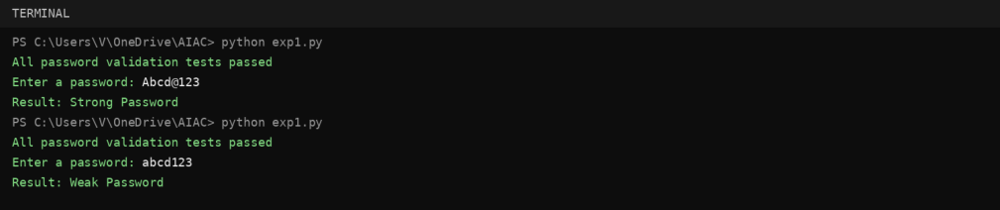 TERMINAL
PS C:\Users\V\OneDrive\AIAC> python exp1.py
All password validation tests passed
Enter a password: Abcd@123
Result: Strong Password
PS C:\Users\V\OneDrive\AIAC> python exp1.py
All password validation tests passed
Enter a password: abcd123
Result: Weak Password